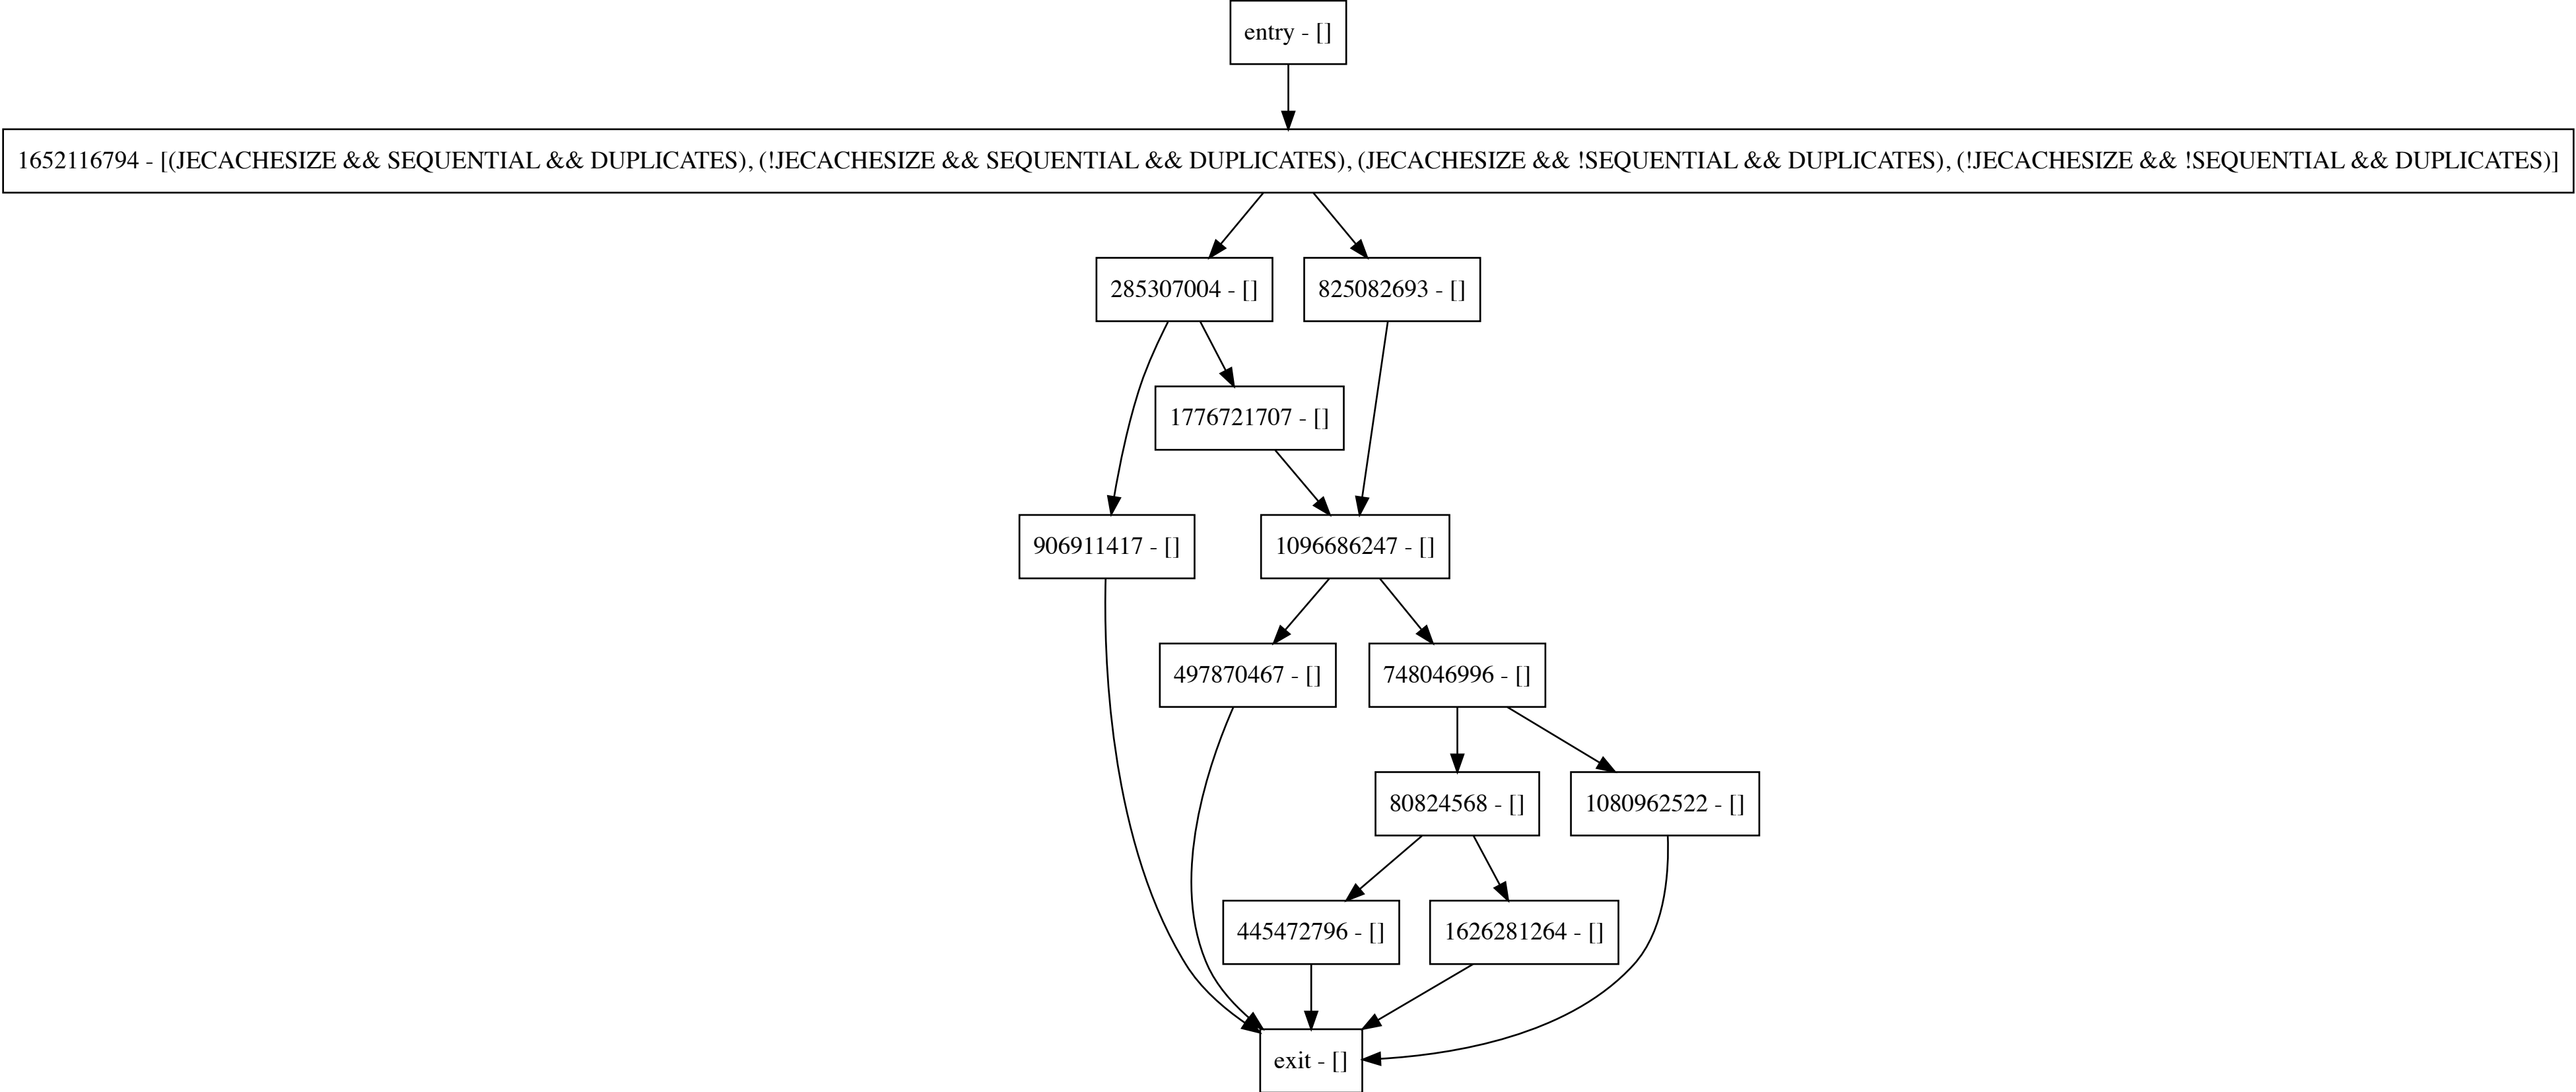 entry - []
1652116794 - [(JECACHESIZE && SEQUENTIAL && DUPLICATES), (!JECACHESIZE && SEQUENTIAL && DUPLICATES), (JECACHESIZE && !SEQUENTIAL && DUPLICATES), (!JECACHESIZE && !SEQUENTIAL && DUPLICATES)]
285307004 - []
825082693 - []
1776721707 - []
906911417 - []
1096686247 - []
497870467 - []
748046996 - []
80824568 - []
1080962522 - []
445472796 - []
1626281264 - []
exit - []